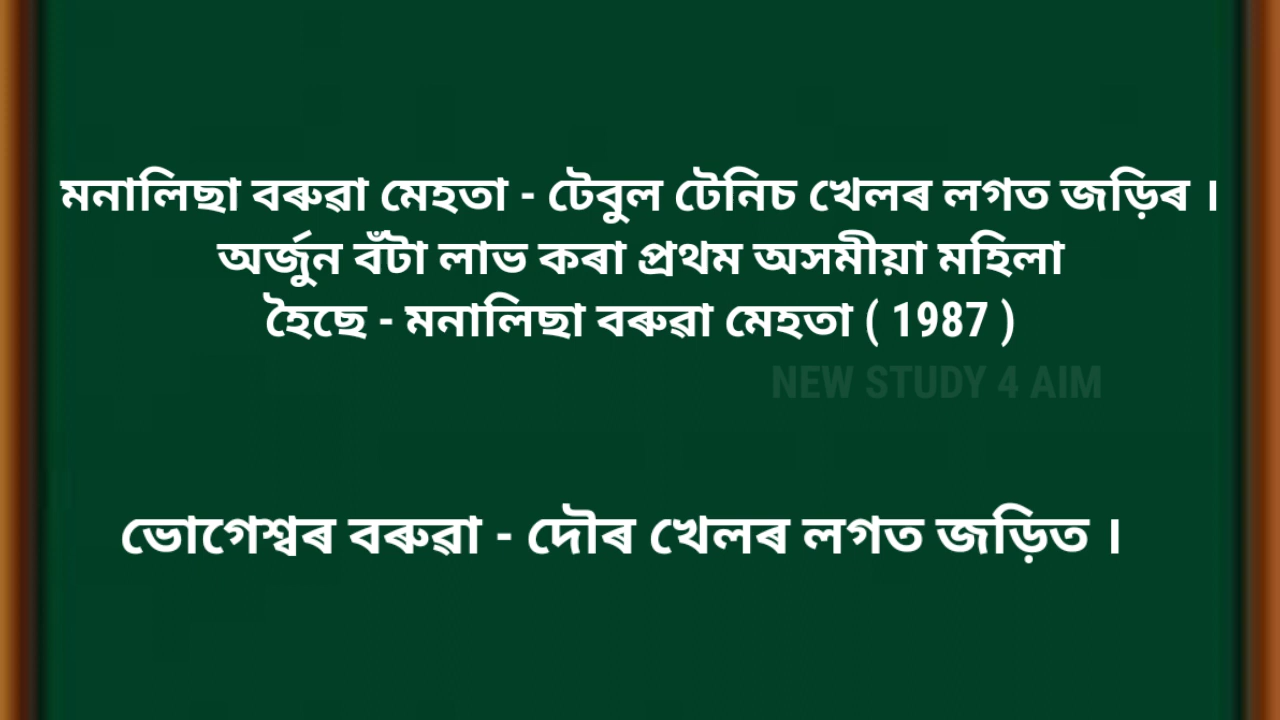 মনালিছা বৰুৱা মেহতা - টেবুল টেনিচ খেলৰ লগত জড়িৰ ।
অৰ্জুন বঁটা লাভ কৰা প্ৰথম অসমীয়া মহিলা
হৈছে - মনালিছা বৰুৱা মেহতা ( 1987 )
NEW STUDY 4 AIM
ভোগেশ্বৰ বৰুৱা - দৌৰ খেলৰ লগত জড়িত ।